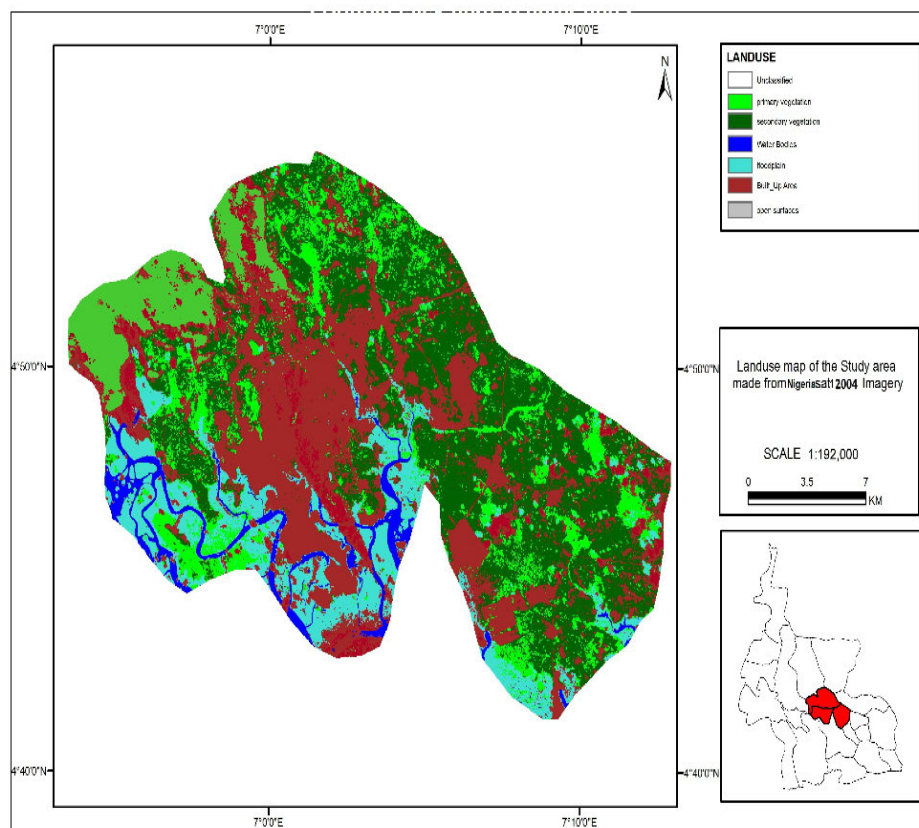 7°0'0"E 7°10'0"E
N
4°50'0"N
4°40'0"N
7°0'0"E 7°10'0"E
4°50'0"N
4°40'0"N
LANDUSE
Unclassified
primary vegetation
secondary vegetation
Water Bodies
floodplain
Built_Up Area
open surfaces
Landuse map of the Study area
made from NigeriaSat1 2004 Imagery
SCALE 1:192,000
0 3.5 7
KM